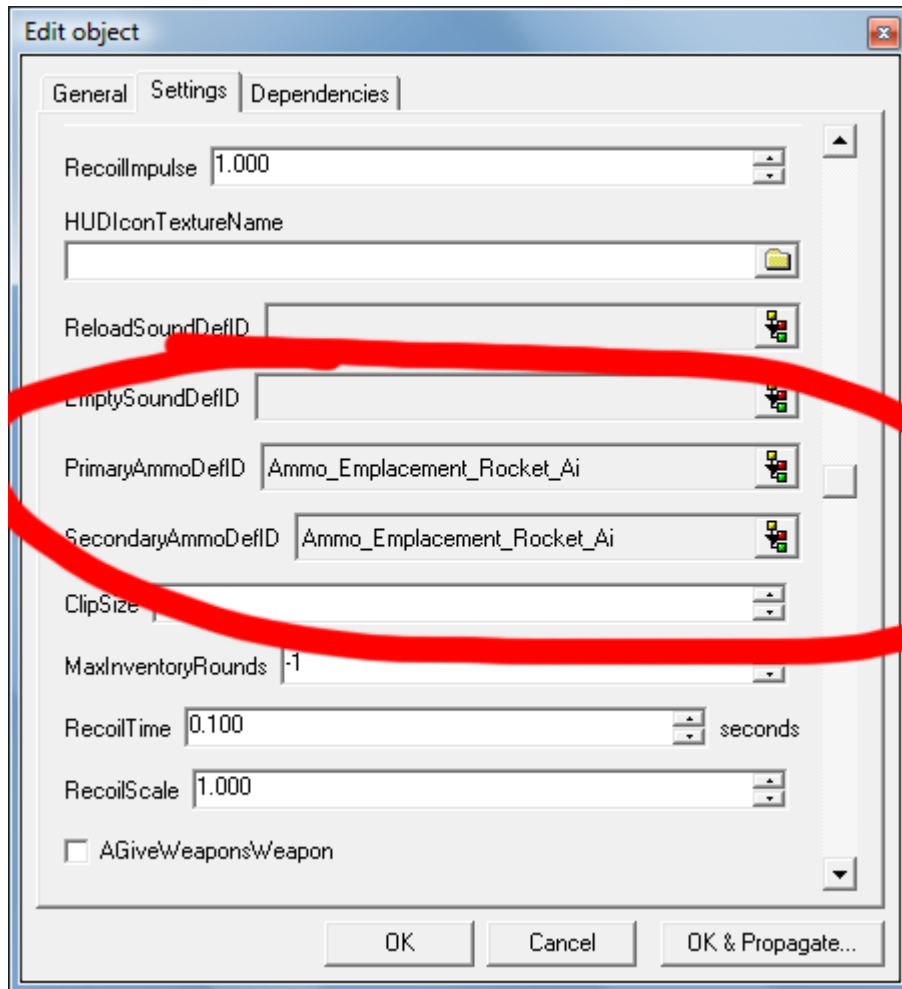 Edit object
General Settings Dependencies
RecoilImpulse 1.000
HUDIconTextureName
ReloadSoundDefID
EmptySoundDefID
PrimaryAmmoDefID Ammo_Emplacement_Rocket_Ai
SecondaryAmmoDefID Ammo_Emplacement_Rocket_Ai
ClipSize
MaxInventoryRounds -1
RecoilTime 0.100 seconds
RecoilScale 1.000
AGiveWeaponsWeapon
OK Cancel OK & Propagate...